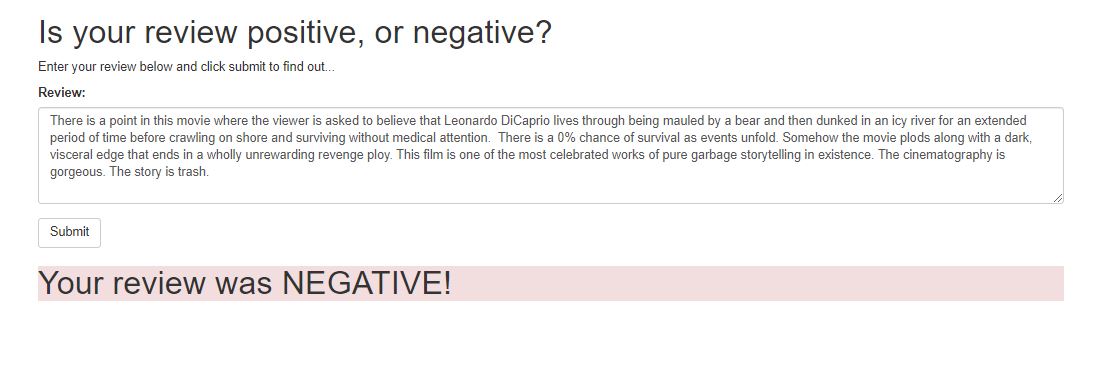 Is your review positive, or negative?
Enter your review below and click submit to find out...
Review:
There is a point in this movie where the viewer is asked to believe that Leonardo DiCaprio lives through being mauled by a bear and then dunked in an icy river for an extended
period of time before crawling on shore and surviving without medical attention.  There is a 0% chance of survival as events unfold. Somehow the movie plods along with a dark,
visceral edge that ends in a wholly unrewarding revenge ploy. This film is one of the most celebrated works of pure garbage storytelling in existence. The cinematography is
gorgeous. The story is trash.
Submit
Your review was NEGATIVE!